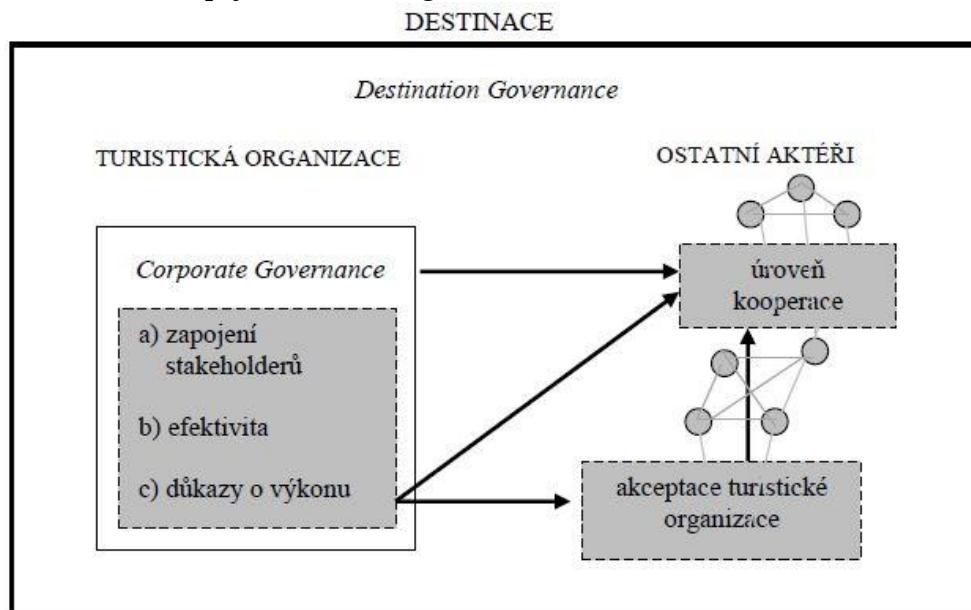 DESTINACE
Destination Governance
TURISTICKÁ ORGANIZACE
OSTATNÍ AKTÉŘI
Corporate Governance
a) zapojení
stakeholderů
b) efektivita
c) důkazy o výkonu
úroveň
kooperace
akceptace turistické
organizace